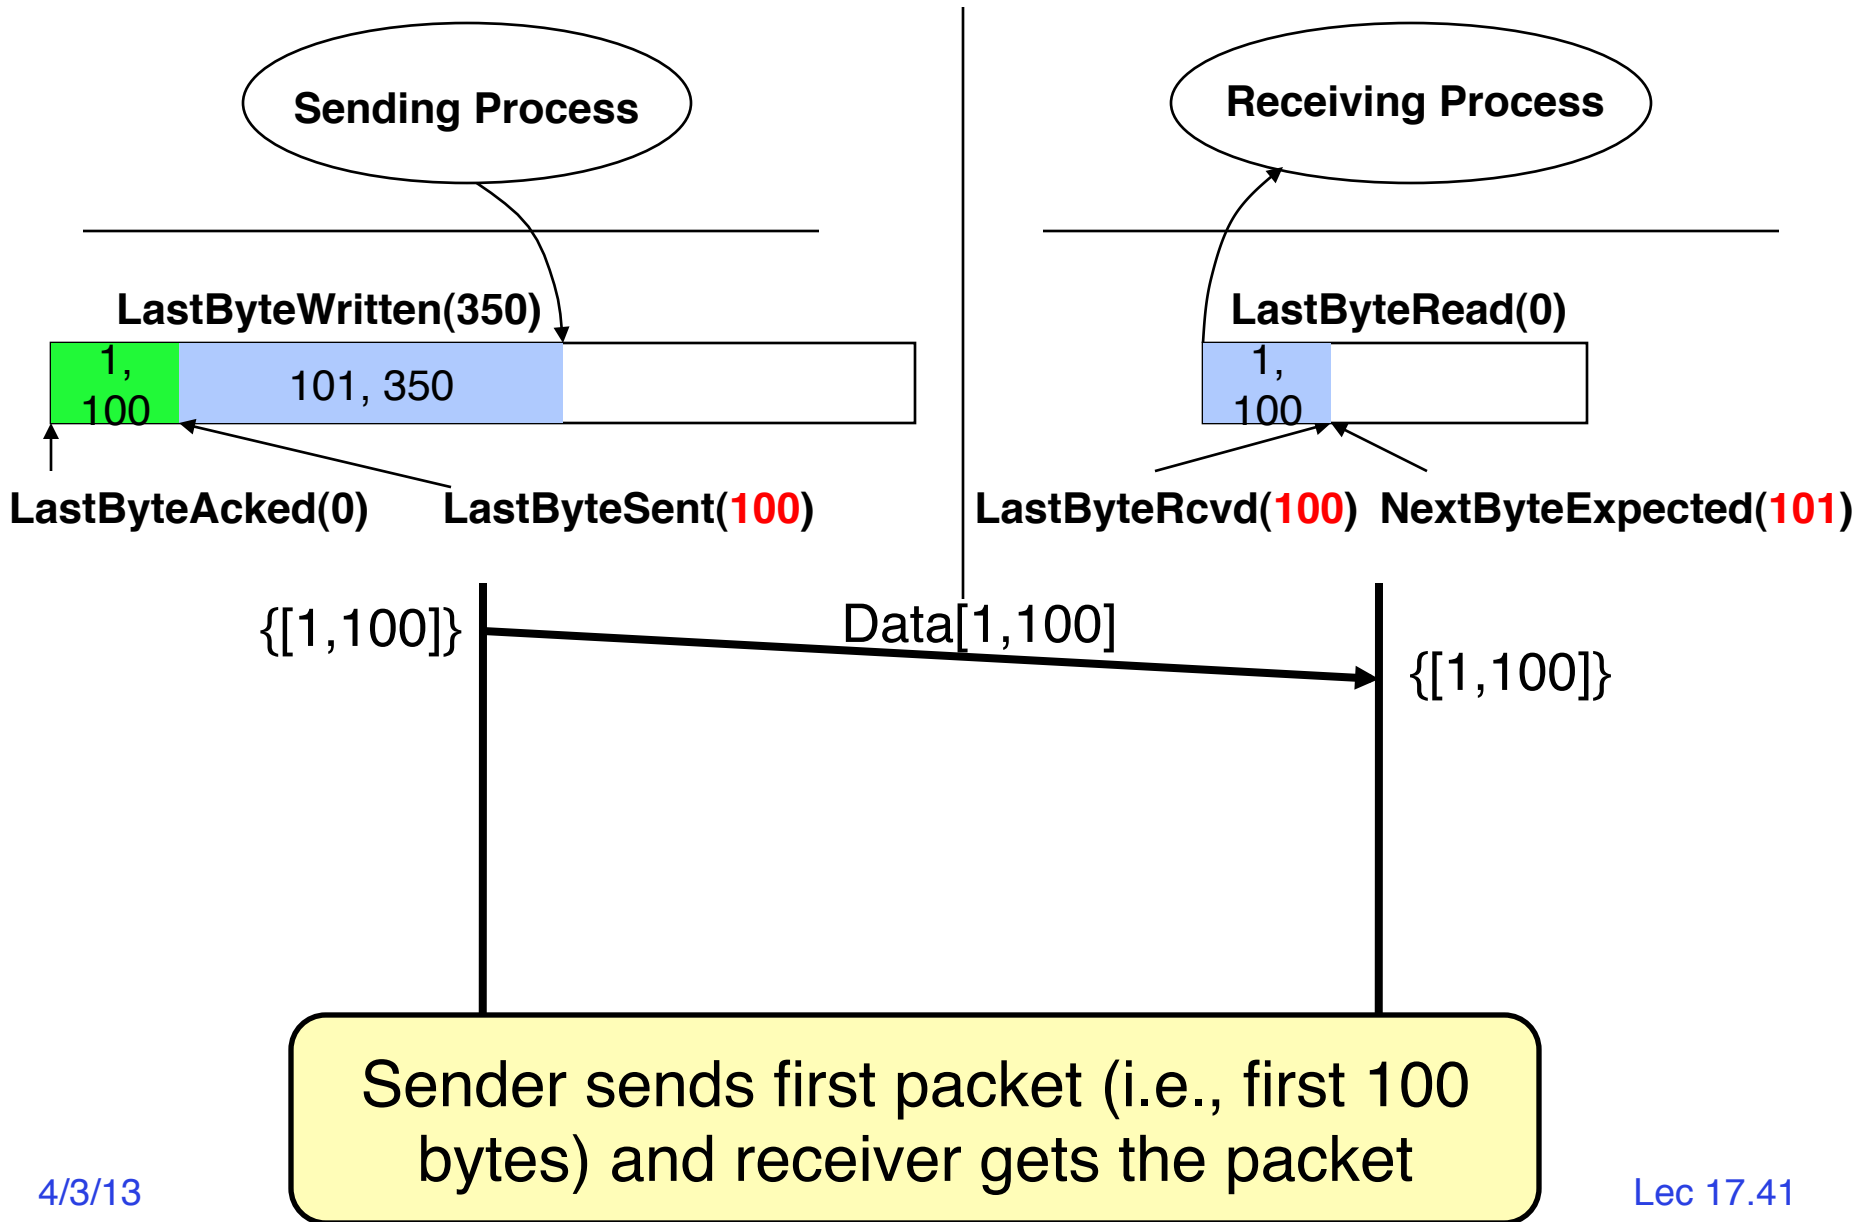 Sending Process
Receiving Process
LastByteWritten(350)
LastByteRead(0)
1,
100
101, 350
1,
100
LastByteAcked(0)
LastByteSent(100)
LastByteRcvd(100)
NextByteExpected(101)
{[1,100]}
Data[1,100]
{[1,100]}
Sender sends first packet (i.e., first 100
bytes) and receiver gets the packet
4/3/13
Lec 17.41